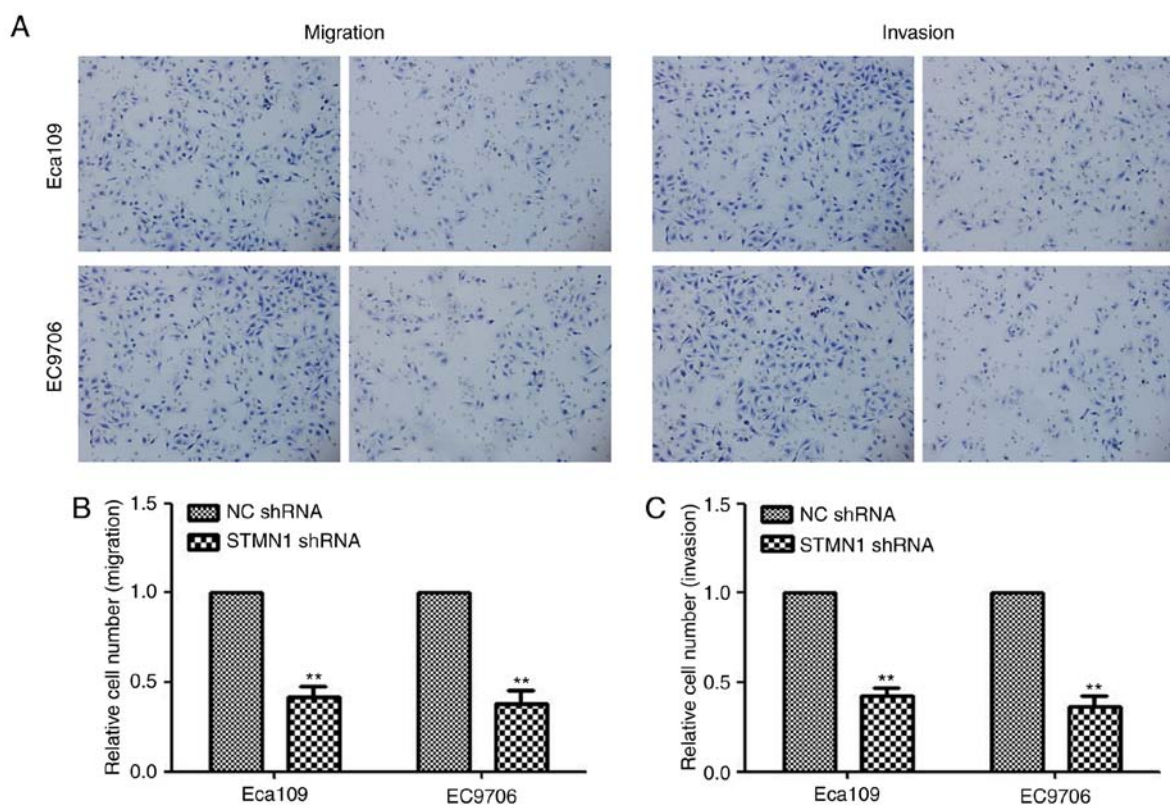 A
Migration
Invasion
Eca109
EC9706
B
1.5
1.0
0.5
0.0
Relative cell number (migration)
NC shRNA
STMN1 shRNA
**
**
Eca109
EC9706
C
1.5
1.0
0.5
0.0
Relative cell number (invasion)
NC shRNA
STMN1 shRNA
**
**
Eca109
EC9706